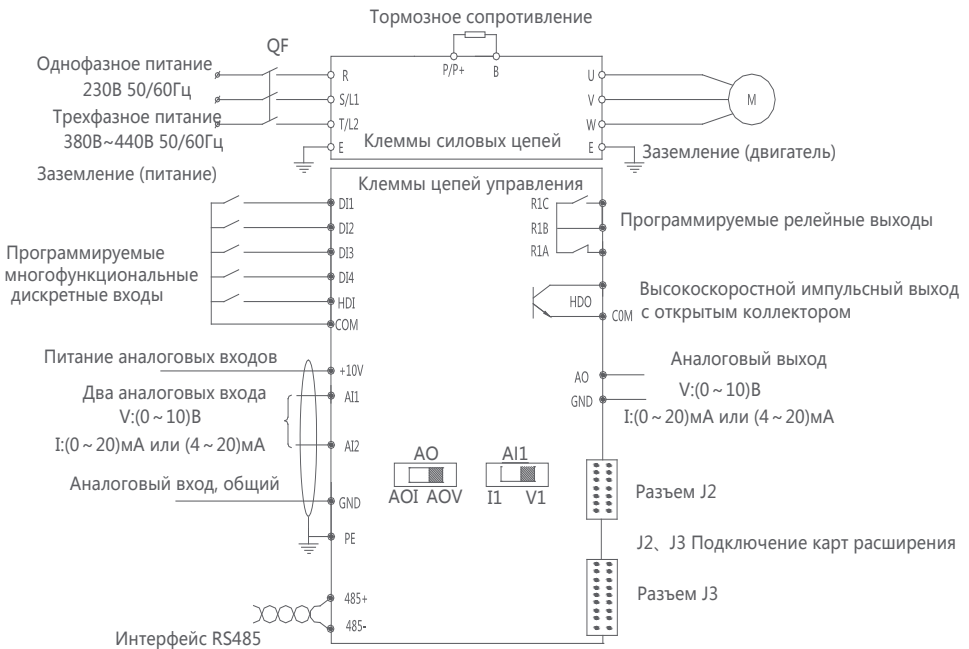 Тормозное сопротивление
QF
P/P+
B
Однофазное питание
230В 50/60Гц
Трехфазное питание
380В~440В 50/60Гц
R
S/L1
T/L2
E
Клеммы силовых цепей
U
V
W
E
M
Заземление (двигатель)
Заземление (питание)
Клеммы цепей управления
DI1
DI2
DI3
DI4
HDI
COM
Программируемые
многофункциональные
дискретные входы
R1C
R1B
R1A
Программируемые релейные выходы
HDO
COM
Высокоскоростной импульсный выход
с открытым коллектором
Питание аналоговых входов
+10V
Два аналоговых входа
V:(0 ~ 10)В
I:(0 ~ 20)мА или (4 ~ 20)мА
AI1
AI2
Аналоговый вход, общий
GND
PE
Аналоговый выход
AO
GND
V:(0 ~ 10)В
I:(0 ~ 20)мА или (4 ~ 20)мА
AO
AOI AOV
AI1
I1 V1
Разъем J2
J2、J3 Подключение карт расширения
Разъем J3
485+
485-
Интерфейс RS485